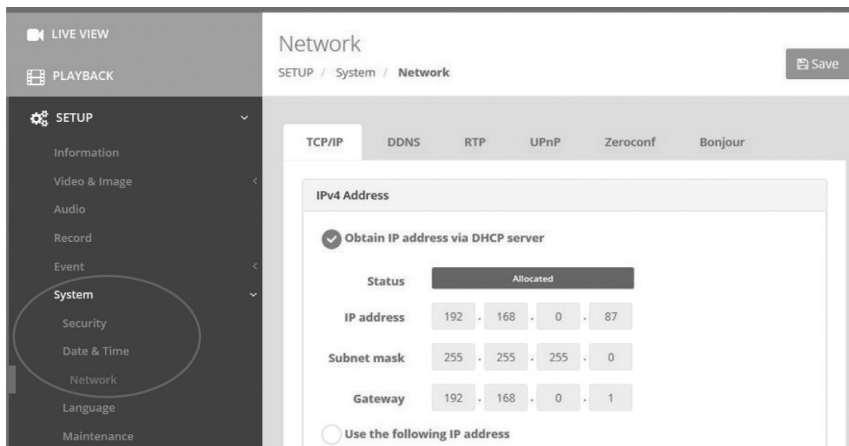 LIVE VIEW
PLAYBACK
SETUP
Information
Video & Image
Audio
Record
Event
System
Security
Date & Time
Network
Language
Maintenance
Network
SETUP / System / Network
Save
TCP/IP DDNS RTP UPnP Zeroconf Bonjour
IPv4 Address
Obtain IP address via DHCP server
Status Allocated
IP address 192 . 168 . 0 . 87
Subnet mask 255 . 255 . 255 . 0
Gateway 192 . 168 . 0 . 1
Use the following IP address